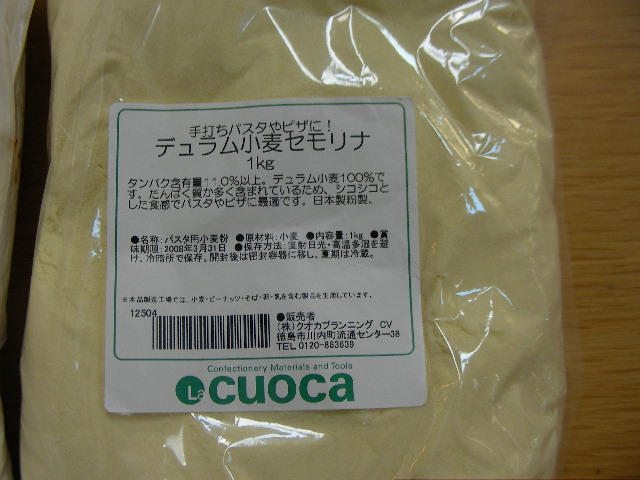 手打ちパスタやピザに！
デュラム小麦セモリナ
1kg
タンパク含有量11.0%以上。デュラム小麦100%で
す。たんぱく質が多く含まれているため、シコシコと
した食感でパスタやピザに最適です。日本製粉製。
●名称:パスタ用小麦粉 ●原材料:小麦 ●内容量:1kg ●賞
味期限:2008年3月31日 ●保存方法:直射日光・高温多湿を避
け、冷暗所で保存。開封後は密封容器に移し、夏期は冷蔵。
*本品製造工場では、小麦・ピーナッツ・そば・卵・乳を含む製品を生産しています。
12504
●販売者
(株)クオカプランニング CV
徳島市川内町流通センター38
TEL 0120-863639
Confectionery Materials and Tools
La cuoca